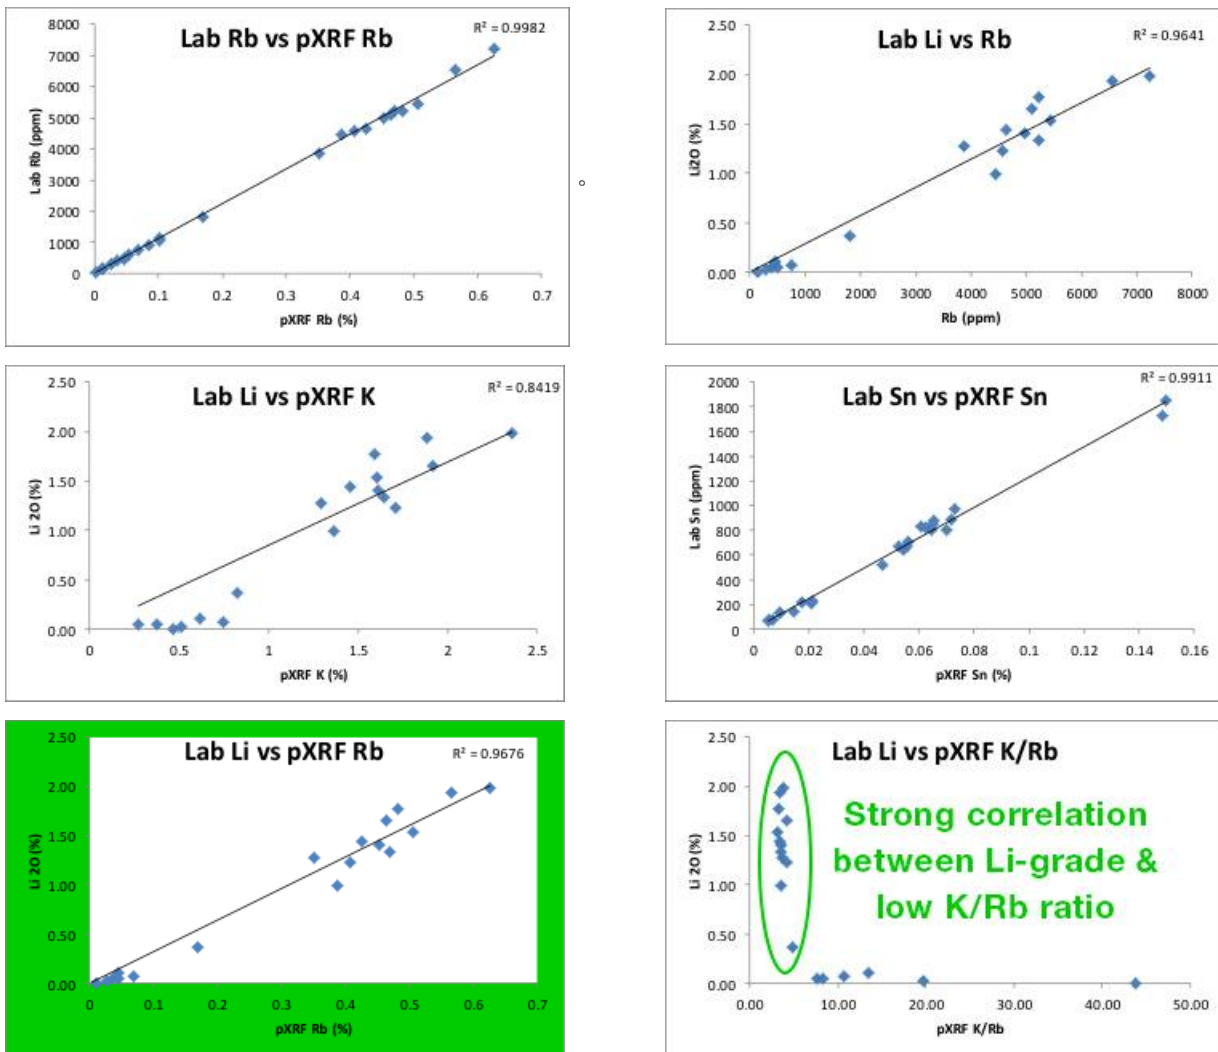 Lab Rb vs pXRF Rb
R² = 0.9982
8000
7000
6000
5000
4000
3000
2000
1000
0
Lab Rb (ppm)
0 0.1 0.2 0.3 0.4 0.5 0.6 0.7
pXRF Rb (%)
Lab Li vs Rb
R² = 0.9641
2.50
2.00
1.50
1.00
0.50
0.00
Li2O (%)
0 1000 2000 3000 4000 5000 6000 7000 8000
Rb (ppm)
Lab Li vs pXRF K
R² = 0.8419
2.50
2.00
1.50
1.00
0.50
0.00
Li 2O (%)
0 0.5 1 1.5 2 2.5
pXRF K (%)
Lab Sn vs pXRF Sn
R² = 0.9911
2000
1800
1600
1400
1200
1000
800
600
400
200
0
Lab Sn (ppm)
0 0.02 0.04 0.06 0.08 0.1 0.12 0.14 0.16
pXRF Sn (%)
Lab Li vs pXRF Rb
R² = 0.9676
2.50
2.00
1.50
1.00
0.50
0.00
Li 2O (%)
0 0.1 0.2 0.3 0.4 0.5 0.6 0.7
pXRF Rb (%)
Lab Li vs pXRF K/Rb
2.50
2.00
1.50
1.00
0.50
0.00
Li 2O (%)
Strong correlation
between Li-grade &
low K/Rb ratio
0.00 10.00 20.00 30.00 40.00 50.00
pXRF K/Rb